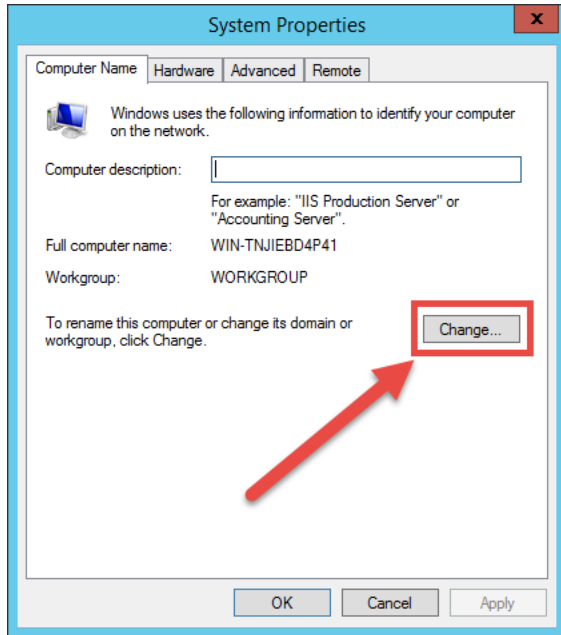 System Properties
x
Computer Name Hardware Advanced Remote
Windows uses the following information to identify your computer
on the network.
Computer description:
For example: "IIS Production Server" or
"Accounting Server".
Full computer name: WIN-TNJIEBD4P41
Workgroup: WORKGROUP
To rename this computer or change its domain or
workgroup, click Change.
Change...
OK Cancel Apply